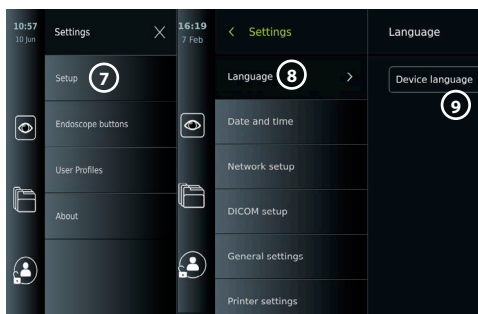 10:57
10 Jun
Settings
Setup
7
Endoscope buttons
User Profiles
About
16:19
7 Feb
Settings
Language
8
Date and time
Network setup
DICOM setup
General settings
Printer settings
Language
Device language
9